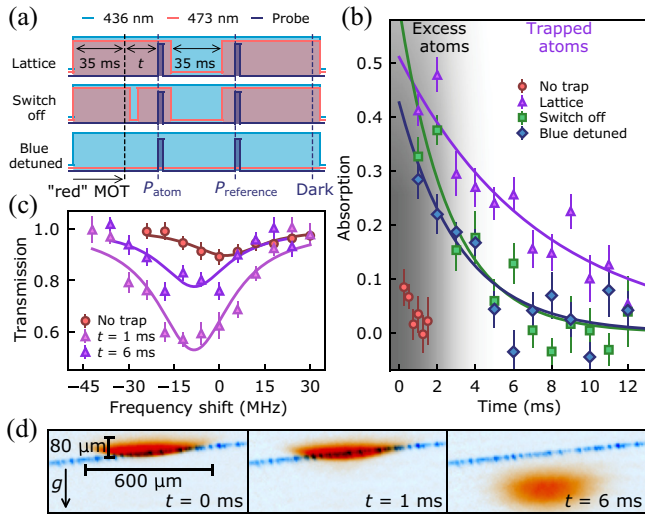 (a)
436 nm
473 nm
Probe
Lattice
35 ms
t
35 ms
Switch
off
Blue
detuned
"red" MOT
P_atom
P_reference
Dark
(b)
Excess
atoms
Trapped
atoms
No trap
Lattice
Switch off
Blue detuned
Absorption
0.5
0.4
0.3
0.2
0.1
0.0
0
2
4
6
8
10
12
Time (ms)
(c)
Transmission
1.0
0.8
0.6
No trap
t = 1 ms
t = 6 ms
−45
−30
−15
0
15
30
Frequency shift (MHz)
(d)
80 μm
600 μm
g
t = 0 ms
t = 1 ms
t = 6 ms